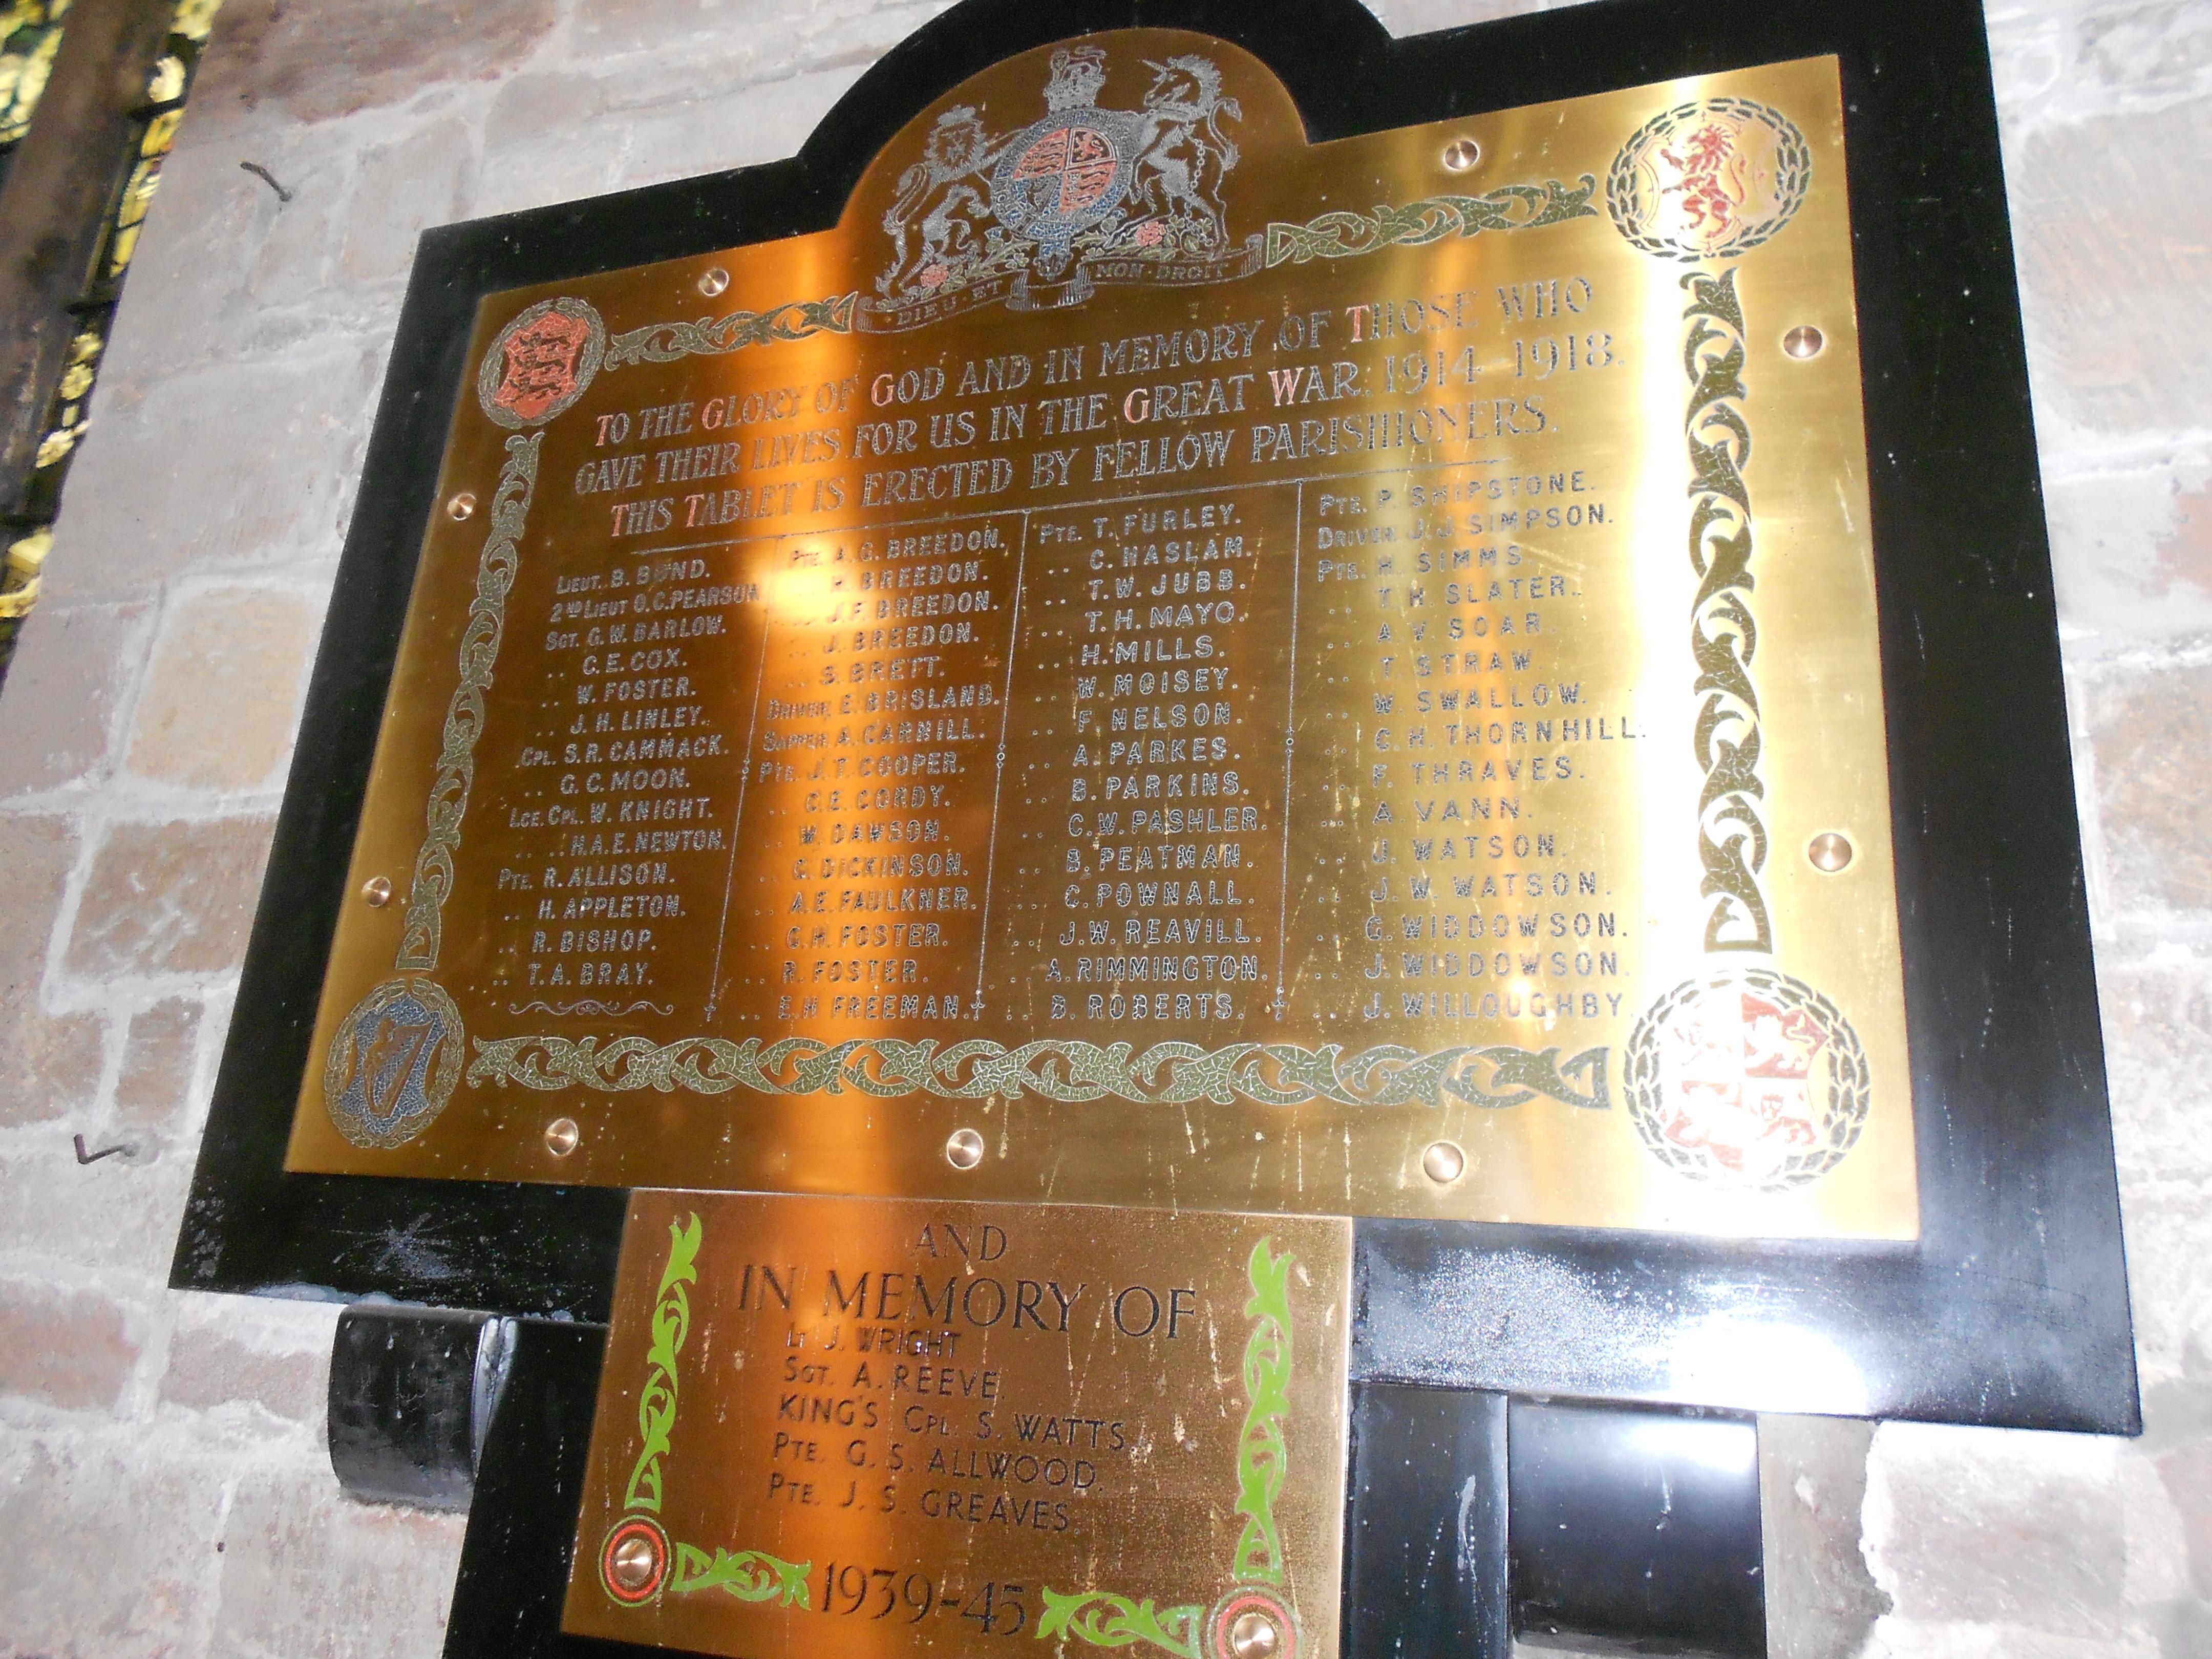 DIEU · ET MON · DROIT
TO THE GLORY OF GOD AND IN MEMORY OF THOSE WHO
GAVE THEIR LIVES FOR US IN THE GREAT WAR. 1914–1918.
THIS TABLET IS ERECTED BY FELLOW PARISHIONERS.
LIEUT. B. BOND.
2ND LIEUT O. C. PEARSON
SGT. G. W. BARLOW.
.. C. E. COX.
.. W. FOSTER.
.. J. H. LINLEY.
CPL. S. R. CAMMACK.
.. G. C. MOON.
LCE. CPL. W. KNIGHT.
.. .. H. A. E. NEWTON.
PTE. R. ALLISON.
.. H. APPLETON.
.. R. BISHOP.
.. T. A. BRAY.
PTE. A. G. BREEDON.
.. BREEDON.
.. J. F. BREEDON.
.. J. BREEDON.
.. S. BRETT.
DRIVER E. BRISLAND.
SAPPER A. CARNILL.
PTE. J. T. COOPER.
.. C. E. CORDY.
.. W. DAWSON.
.. G. DICKINSON.
.. A. E. FAULKNER.
.. G. H. FOSTER.
.. R. FOSTER.
.. E. H. FREEMAN.
PTE. T. FURLEY.
.. C. HASLAM.
.. T. W. JUBB.
.. T. H. MAYO.
.. H. MILLS.
.. W. MOISEY.
.. F. NELSON.
.. A. PARKES.
.. B. PARKINS.
.. C. W. PASHLER.
.. B. PEATMAN.
.. C. POWNALL.
.. J. W. REAVILL.
.. A. RIMMINGTON.
.. B. ROBERTS.
PTE. P. SHIPSTONE.
DRIVER J. J. SIMPSON.
PTE. H. SIMMS.
.. T. H. SLATER.
.. A. V. SOAR.
.. T. STRAW.
.. W. SWALLOW.
.. C. H. THORNHILL.
.. F. THRAVES.
.. A. VANN.
.. J. WATSON.
.. J. W. WATSON.
.. G. WIDDOWSON.
.. J. WIDDOWSON.
.. J. WILLOUGHBY.
AND
IN MEMORY OF
LT J. WRIGHT
SGT. A. REEVE.
KING'S CPL. S. WATTS.
PTE. G. S. ALLWOOD.
PTE. J. S. GREAVES.
1939-45